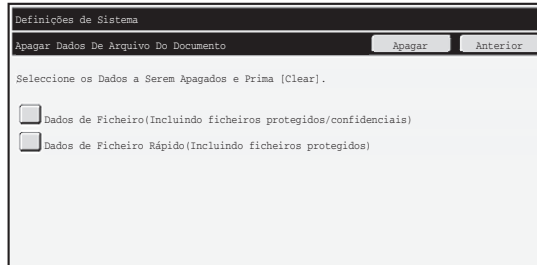 Definições de Sistema
Apagar Dados De Arquivo Do Documento Apagar Anterior
Seleccione os Dados a Serem Apagados e Prima [Clear].
Dados de Ficheiro(Incluindo ficheiros protegidos/confidenciais)
Dados de Ficheiro Rápido(Incluindo ficheiros protegidos)